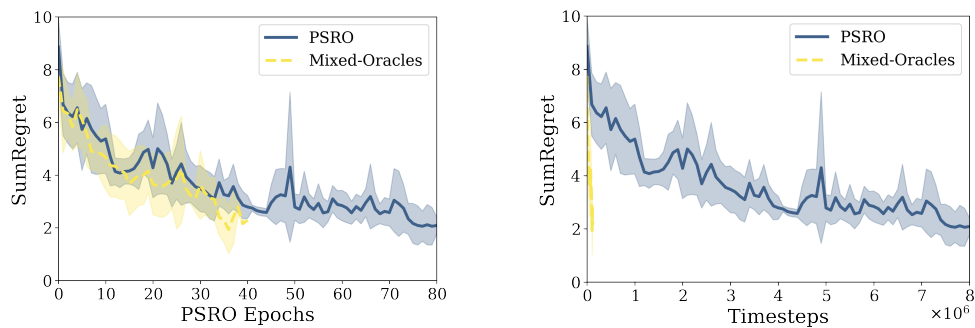 10
8
6
4
2
0
SumRegret
PSRO
Mixed-Oracles
0 10 20 30 40 50 60 70 80
PSRO Epochs
10
8
6
4
2
0
SumRegret
PSRO
Mixed-Oracles
0 1 2 3 4 5 6 7 8
×10⁶
Timesteps